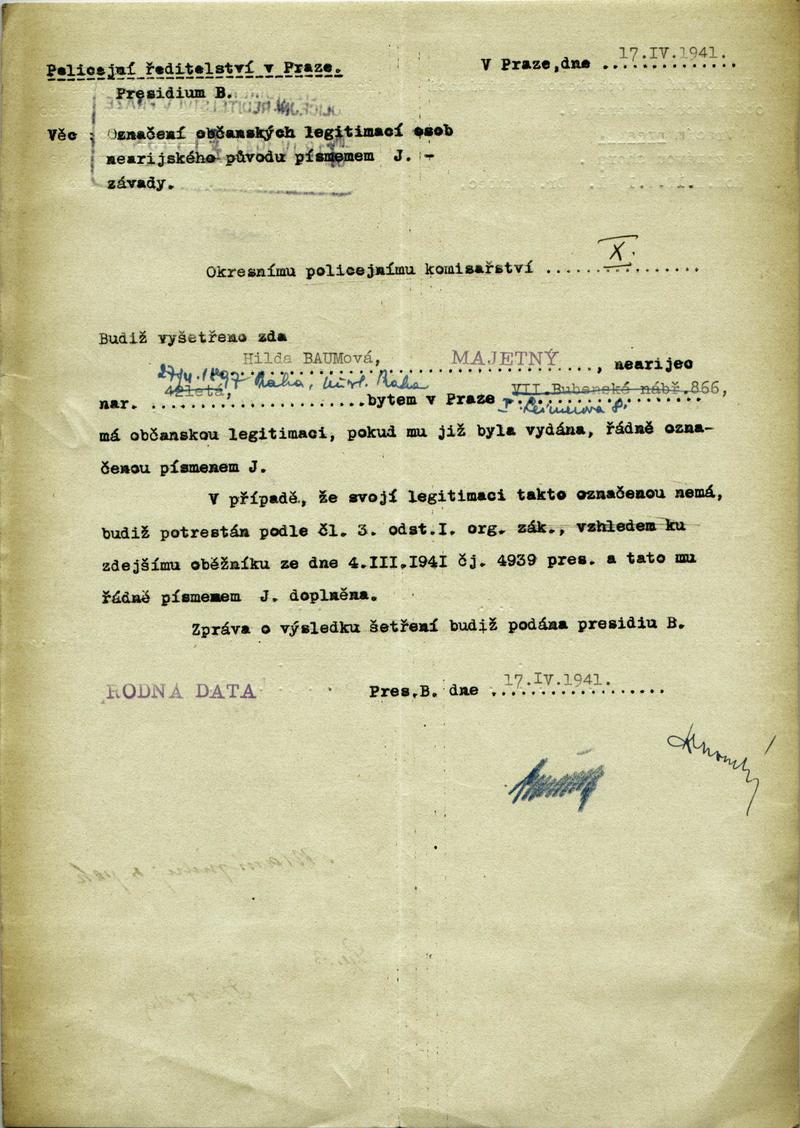 Policejní ředitelství v Praze.
V Praze,dne 17.IV.1941.
Presidium B.
Věc : Označení občanských legitimací osob
nearijského původu písmenem J. -
závady.
Okresnímu policejnímu komisařství ....X.........
Budiž vyšetřeno zda
Hilda BAUMová, MAJETNÝ ...., nearijec
Praha, Praha
nar. 42letá, ....................bytem v Praze VII.Bubenské nábř.866,
má občanskou legitimaci, pokud mu již byla vydána, řádně ozna-
čenou písmenem J.
V případě, že svojí legitimaci takto označenou nemá,
budiž potrestán podle čl. 3. odst.I. org. zák., vzhledem ku
zdejšímu oběžníku ze dne 4.III.1941 čj. 4939 pres. a tato mu
řádně písmenem J. doplněna.
Zpráva o výsledku šetření budiž podána presidiu B.
RODNÁ DATA
Pres.B. dne 17.IV.1941.